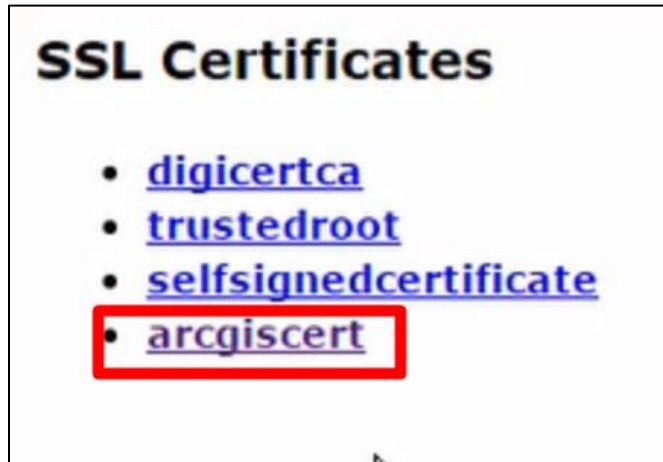 SSL Certificates
digicertca
trustedroot
selfsignedcertificate
arcgiscert